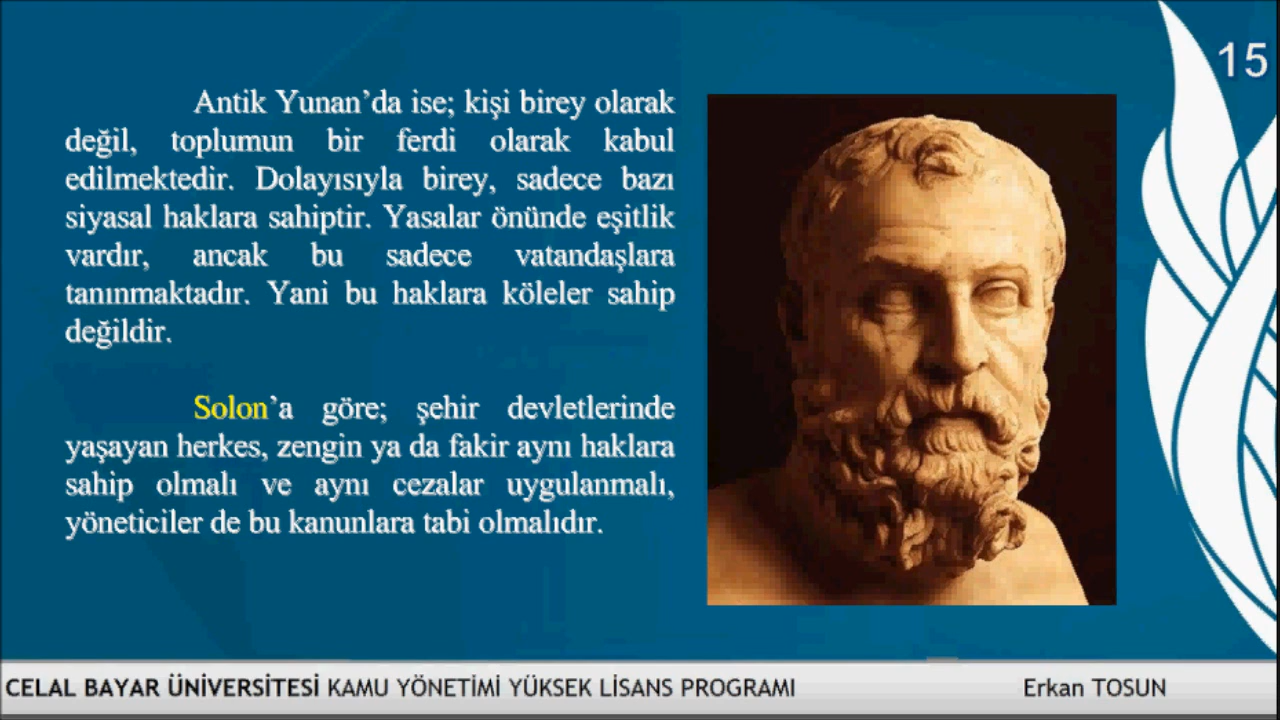 15
Antik Yunan’da ise; kişi birey olarak
değil, toplumun bir ferdi olarak kabul
edilmektedir. Dolayısıyla birey, sadece bazı
siyasal haklara sahiptir. Yasalar önünde eşitlik
vardır, ancak bu sadece vatandaşlara
tanınmaktadır. Yani bu haklara köleler sahip
değildir.
Solon’a göre; şehir devletlerinde
yaşayan herkes, zengin ya da fakir aynı haklara
sahip olmalı ve aynı cezalar uygulanmalı,
yöneticiler de bu kanunlara tabi olmalıdır.
CELAL BAYAR ÜNİVERSİTESİ KAMU YÖNETİMİ YÜKSEK LİSANS PROGRAMI Erkan TOSUN